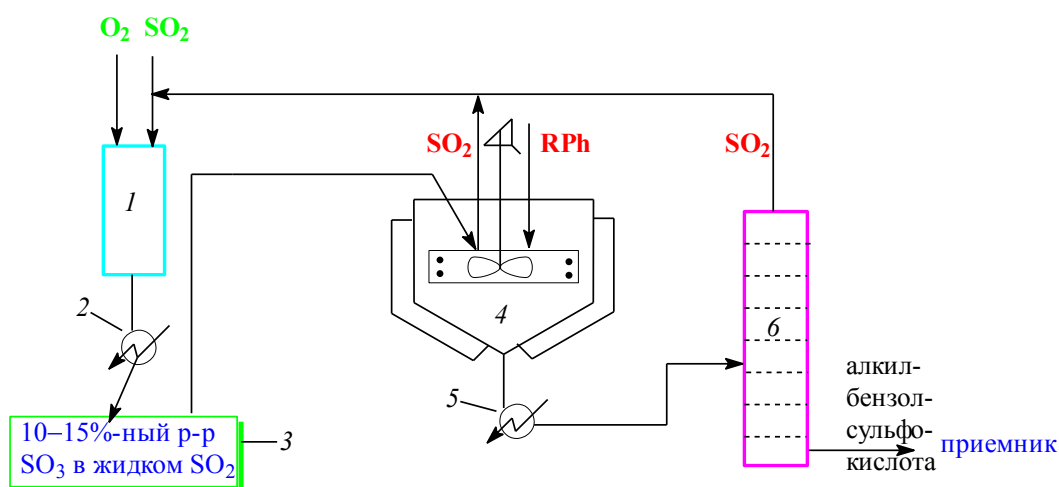 O2 SO2
SO2 RPh SO2
1
2
3
4
5
6
10–15%-ный р-р
SO3 в жидком SO2
алкил-
бензол-
сульфо-
кислота
приемник